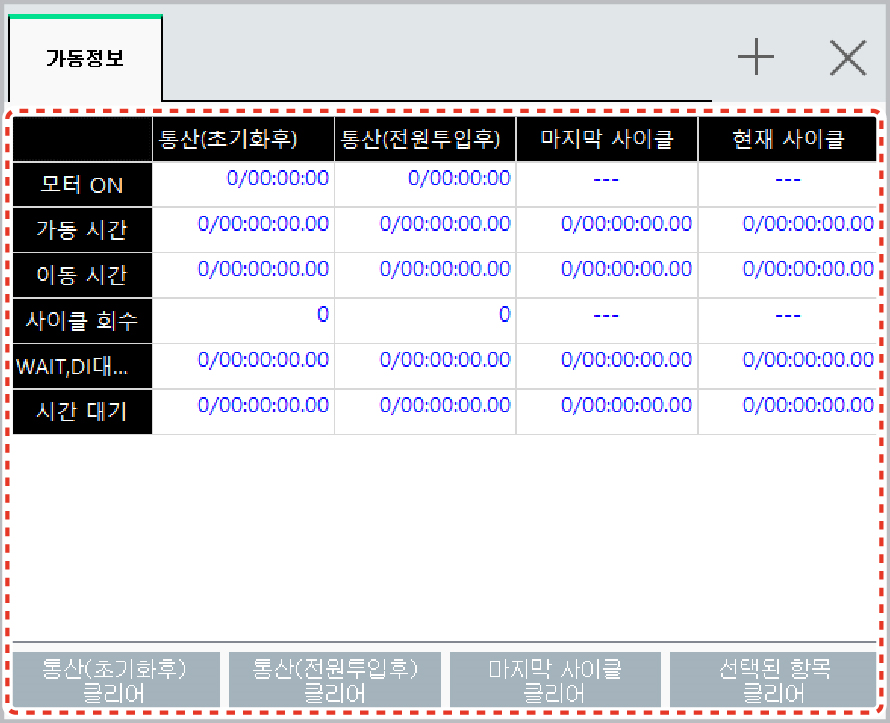 가동정보
통산(초기화후) 통산(전원투입후) 마지막 사이클 현재 사이클
모터 ON 0/00:00:00 0/00:00:00 --- ---
가동 시간 0/00:00:00.00 0/00:00:00.00 0/00:00:00.00 0/00:00:00.00
이동 시간 0/00:00:00.00 0/00:00:00.00 0/00:00:00.00 0/00:00:00.00
사이클 회수 0 0 --- ---
WAIT,DI대... 0/00:00:00.00 0/00:00:00.00 0/00:00:00.00 0/00:00:00.00
시간 대기 0/00:00:00.00 0/00:00:00.00 0/00:00:00.00 0/00:00:00.00
통산(초기화후) 통산(전원투입후) 마지막 사이클 선택된 항목
클리어 클리어 클리어 클리어